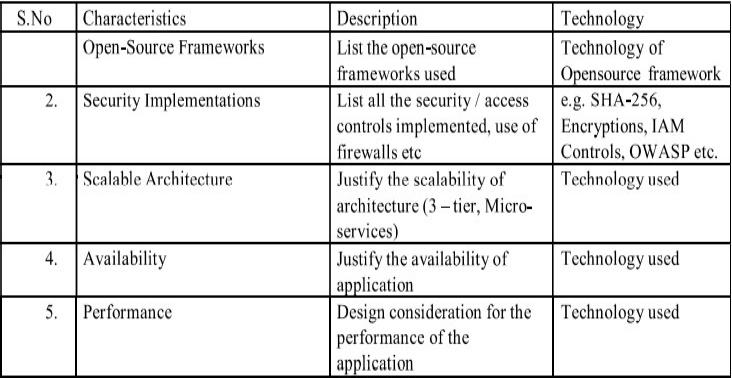 S.No Characteristics Description Technology
Open-Source Frameworks List the open-source Technology of
frameworks used Opensource framework
2. Security Implementations List all the security / access e.g. SHA-256,
controls implemented, use of Encryptions, IAM
firewalls etc Controls, OWASP etc.
3. Scalable Architecture Justify the scalability of Technology used
architecture (3 – tier, Micro-
services)
4. Availability Justify the availability of Technology used
application
5. Performance Design consideration for the Technology used
performance of the
application